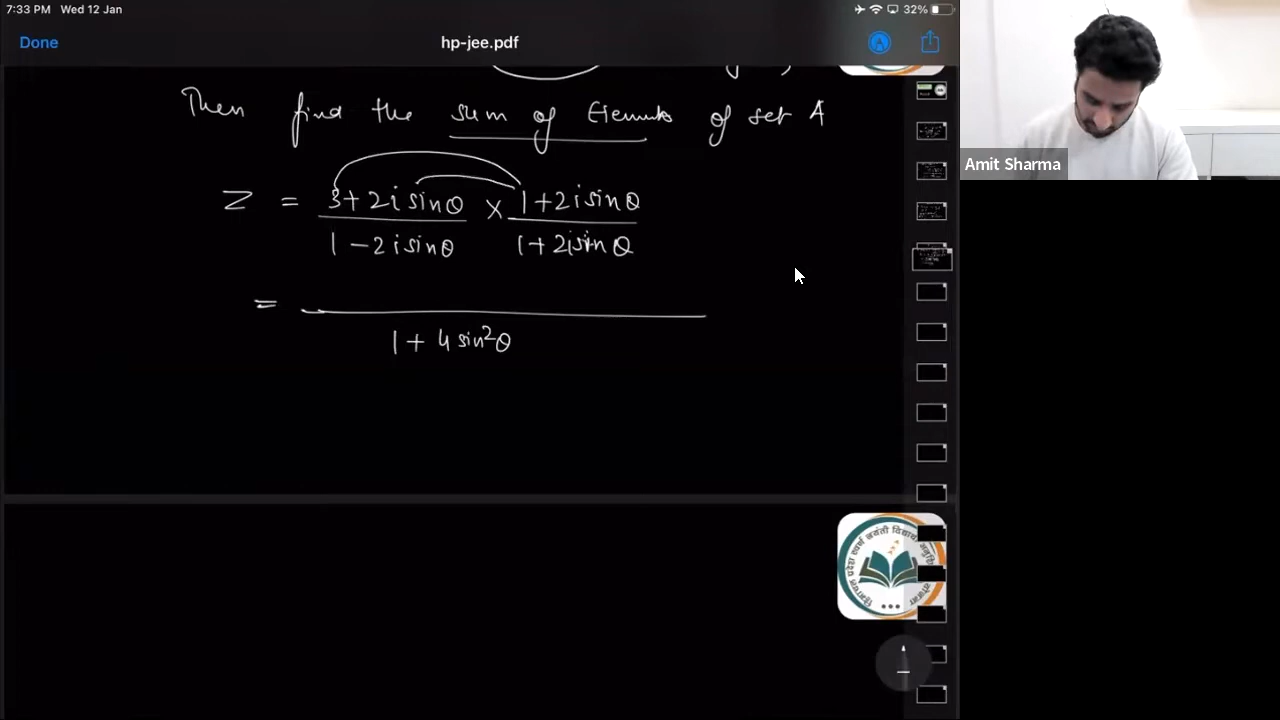 7:33 PM Wed 12 Jan
32%
Done
hp-jee.pdf
Then find the sum of Elements of set A
Z = 3+2i sinθ / 1-2i sinθ × 1+2i sinθ / 1+2i sinθ
= / 1+4 sin²θ
Amit Sharma